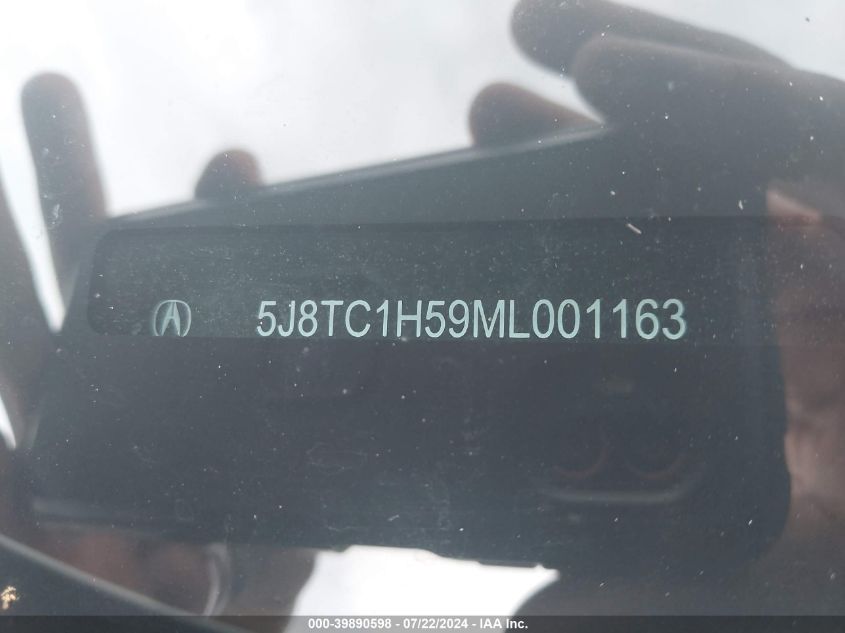 5J8TC1H59ML001163
000-39890598 - 07/22/2024 - IAA Inc.